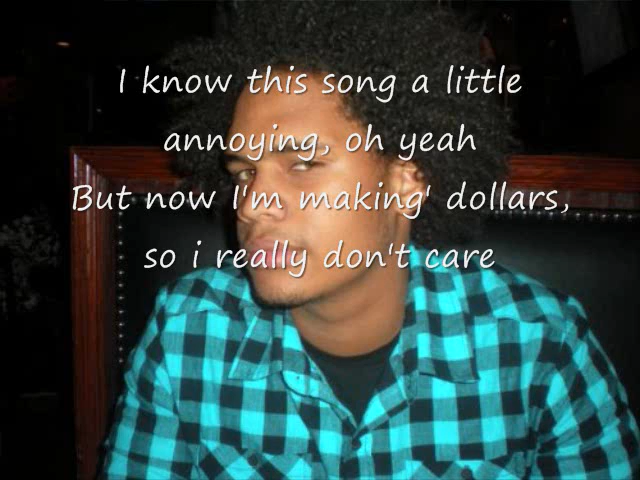 I know this song a little
annoying, oh yeah
But now I'm making' dollars,
so i really don't care